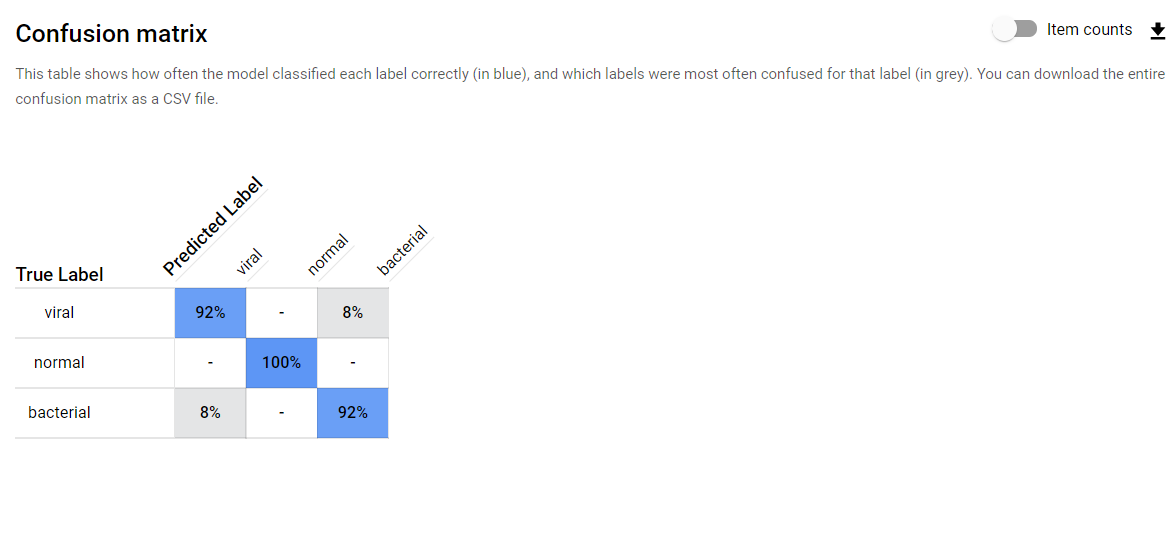 Confusion matrix
Item counts
This table shows how often the model classified each label correctly (in blue), and which labels were most often confused for that label (in grey). You can download the entire
confusion matrix as a CSV file.
True Label Predicted Label viral normal bacterial
viral 92% - 8%
normal - 100% -
bacterial 8% - 92%